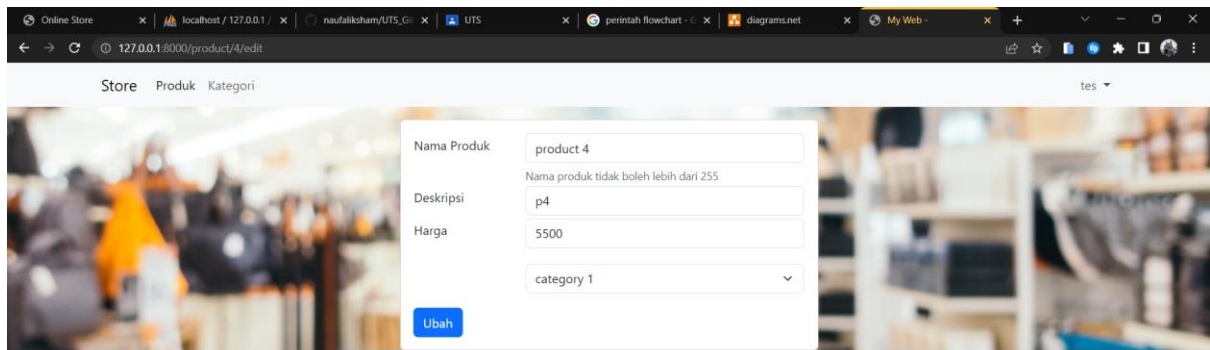 Online Store
localhost / 127.0.0.1 /
naufaliksham/UTS_Gi
UTS
perintah flowchart - G
diagrams.net
My Web -
127.0.0.1:8000/product/4/edit
Store Produk Kategori tes
Nama Produk product 4
Nama produk tidak boleh lebih dari 255
Deskripsi p4
Harga 5500
category 1
Ubah